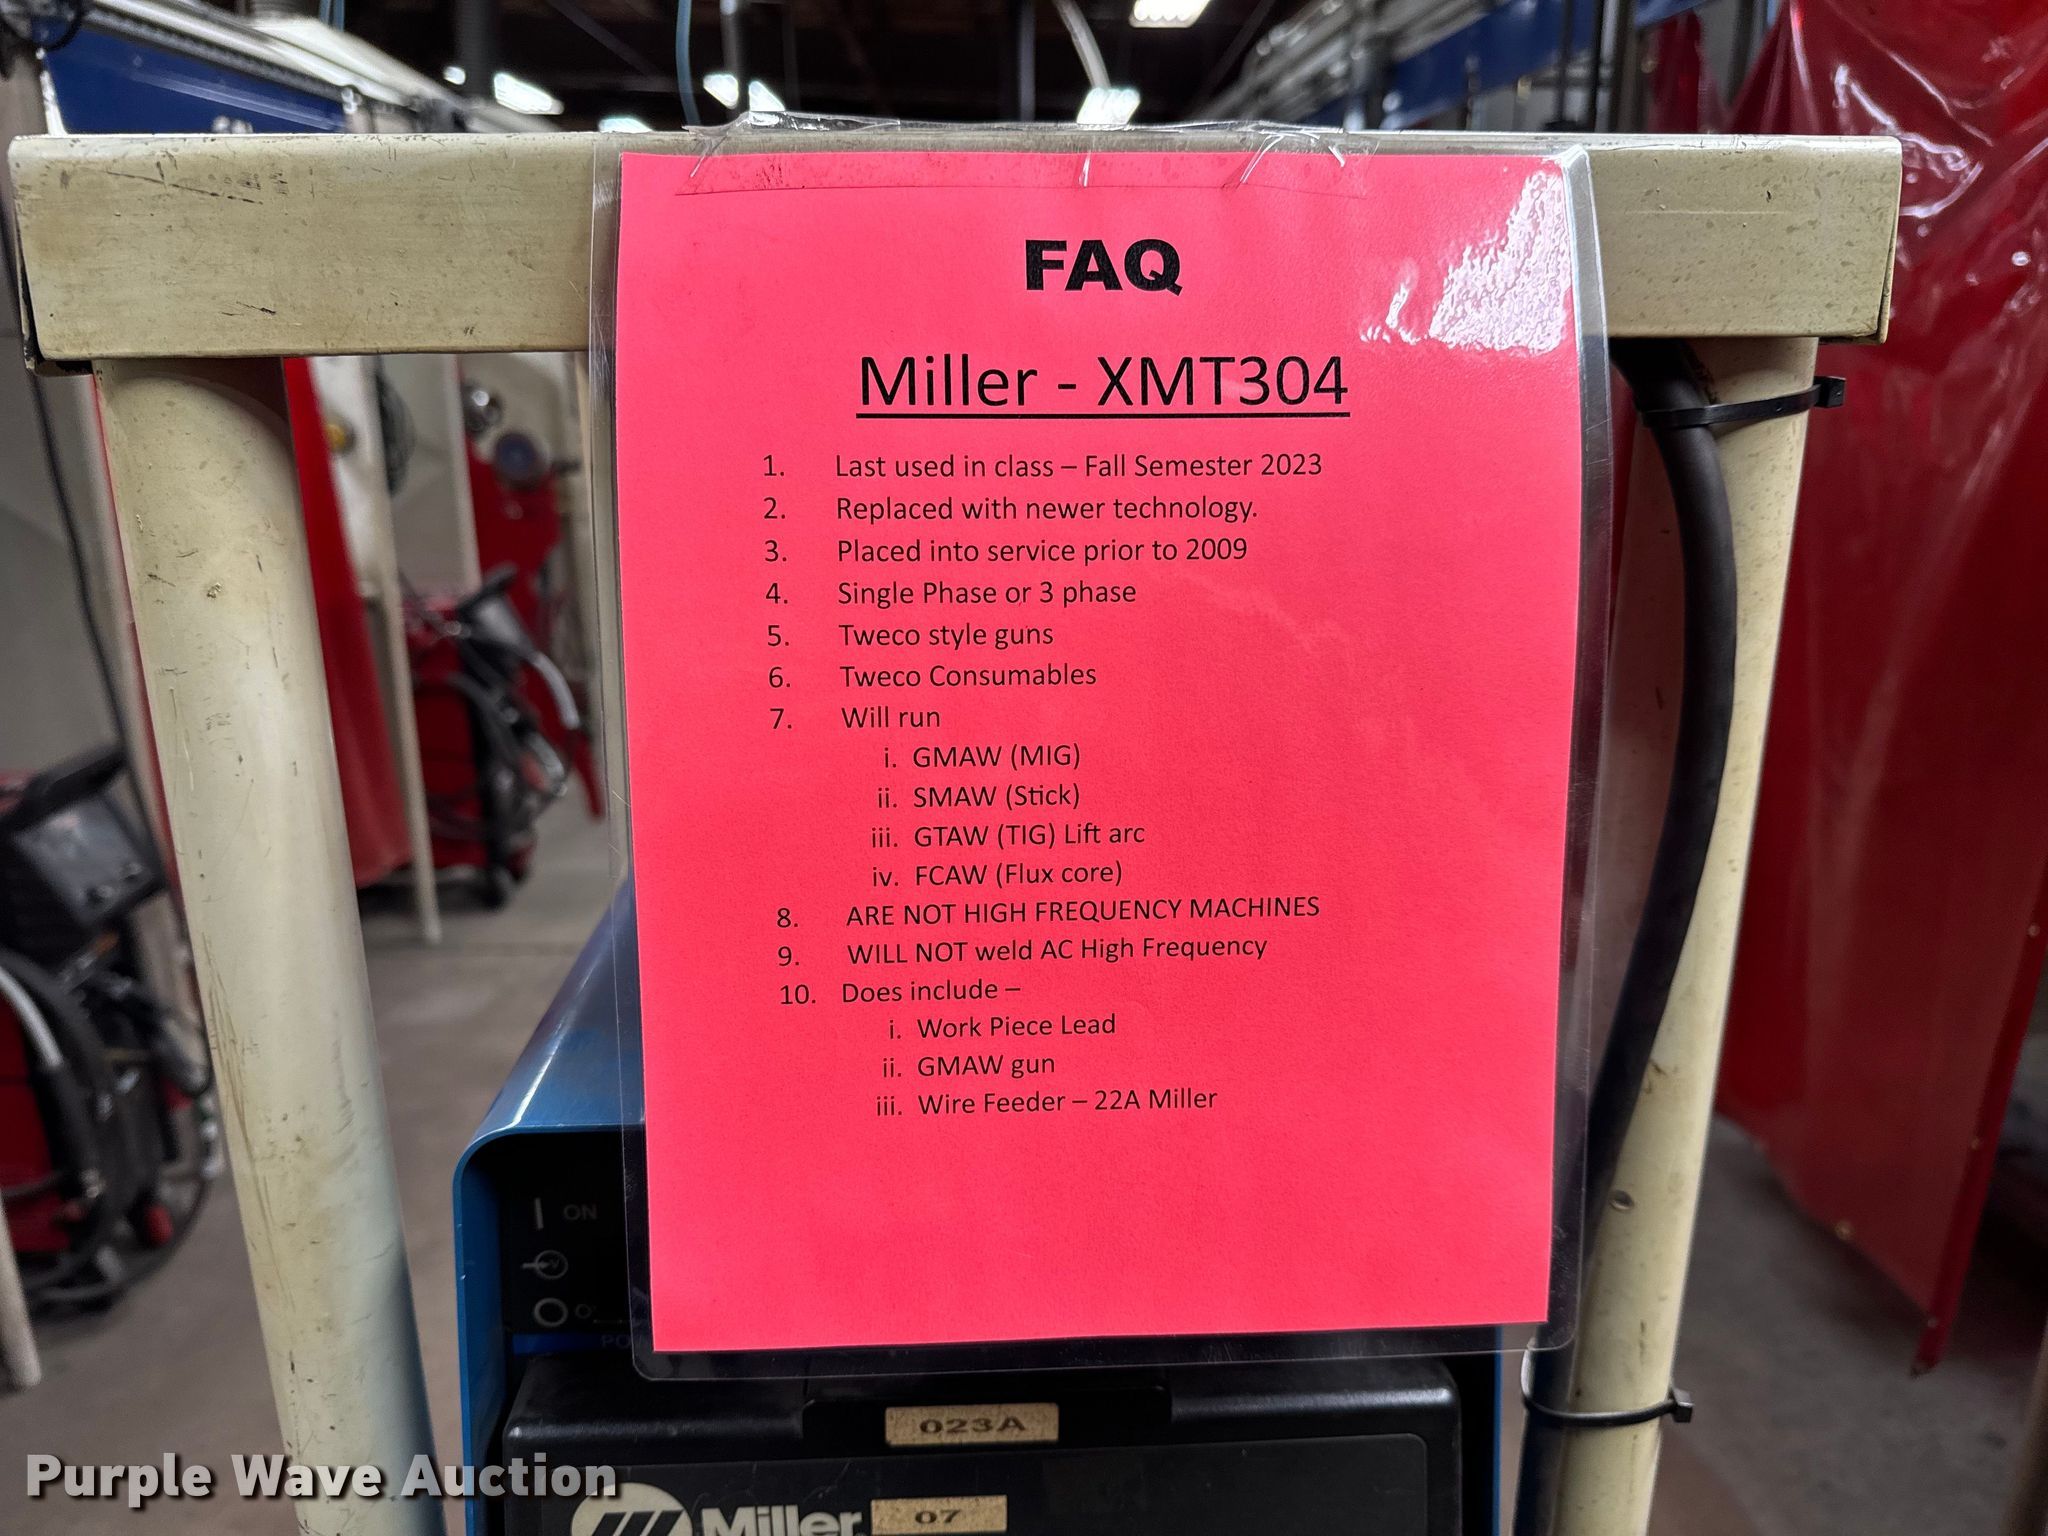 FAQ
Miller - XMT304
1. Last used in class – Fall Semester 2023
2. Replaced with newer technology.
3. Placed into service prior to 2009
4. Single Phase or 3 phase
5. Tweco style guns
6. Tweco Consumables
7. Will run
i. GMAW (MIG)
ii. SMAW (Stick)
iii. GTAW (TIG) Lift arc
iv. FCAW (Flux core)
8. ARE NOT HIGH FREQUENCY MACHINES
9. WILL NOT weld AC High Frequency
10. Does include –
i. Work Piece Lead
ii. GMAW gun
iii. Wire Feeder – 22A Miller
ON
023A
Miller
07
Purple Wave Auction